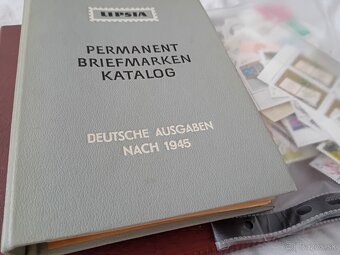 LIPSIA
PERMANENT
BRIEFMARKEN
KATALOG
DEUTSCHE AUSGABEN
NACH 1945